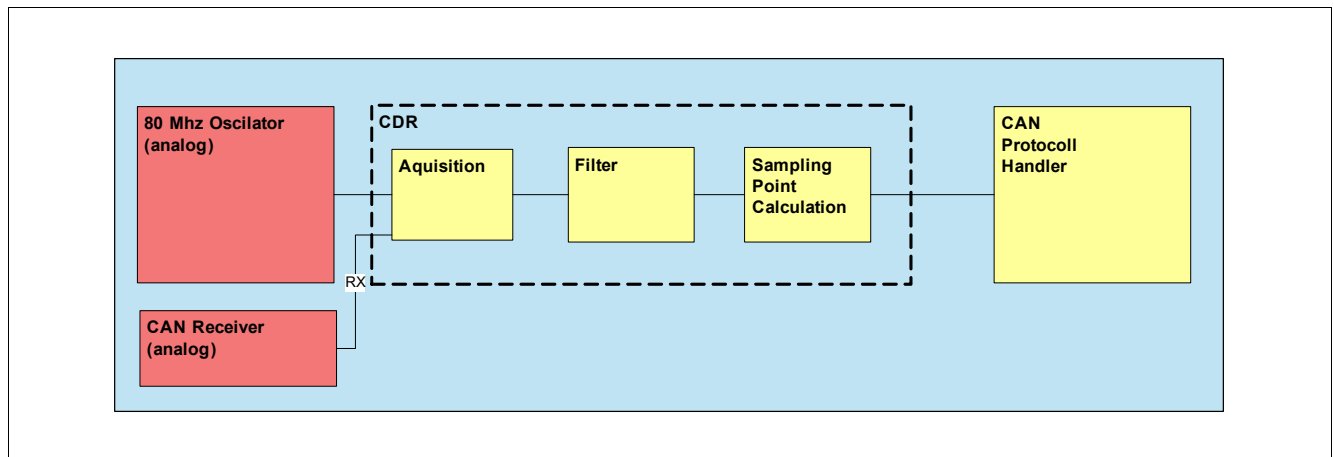 80 Mhz Oscilator
(analog)
CDR
Aquisition
Filter
Sampling
Point
Calculation
CAN
Protocoll
Handler
RX
CAN Receiver
(analog)